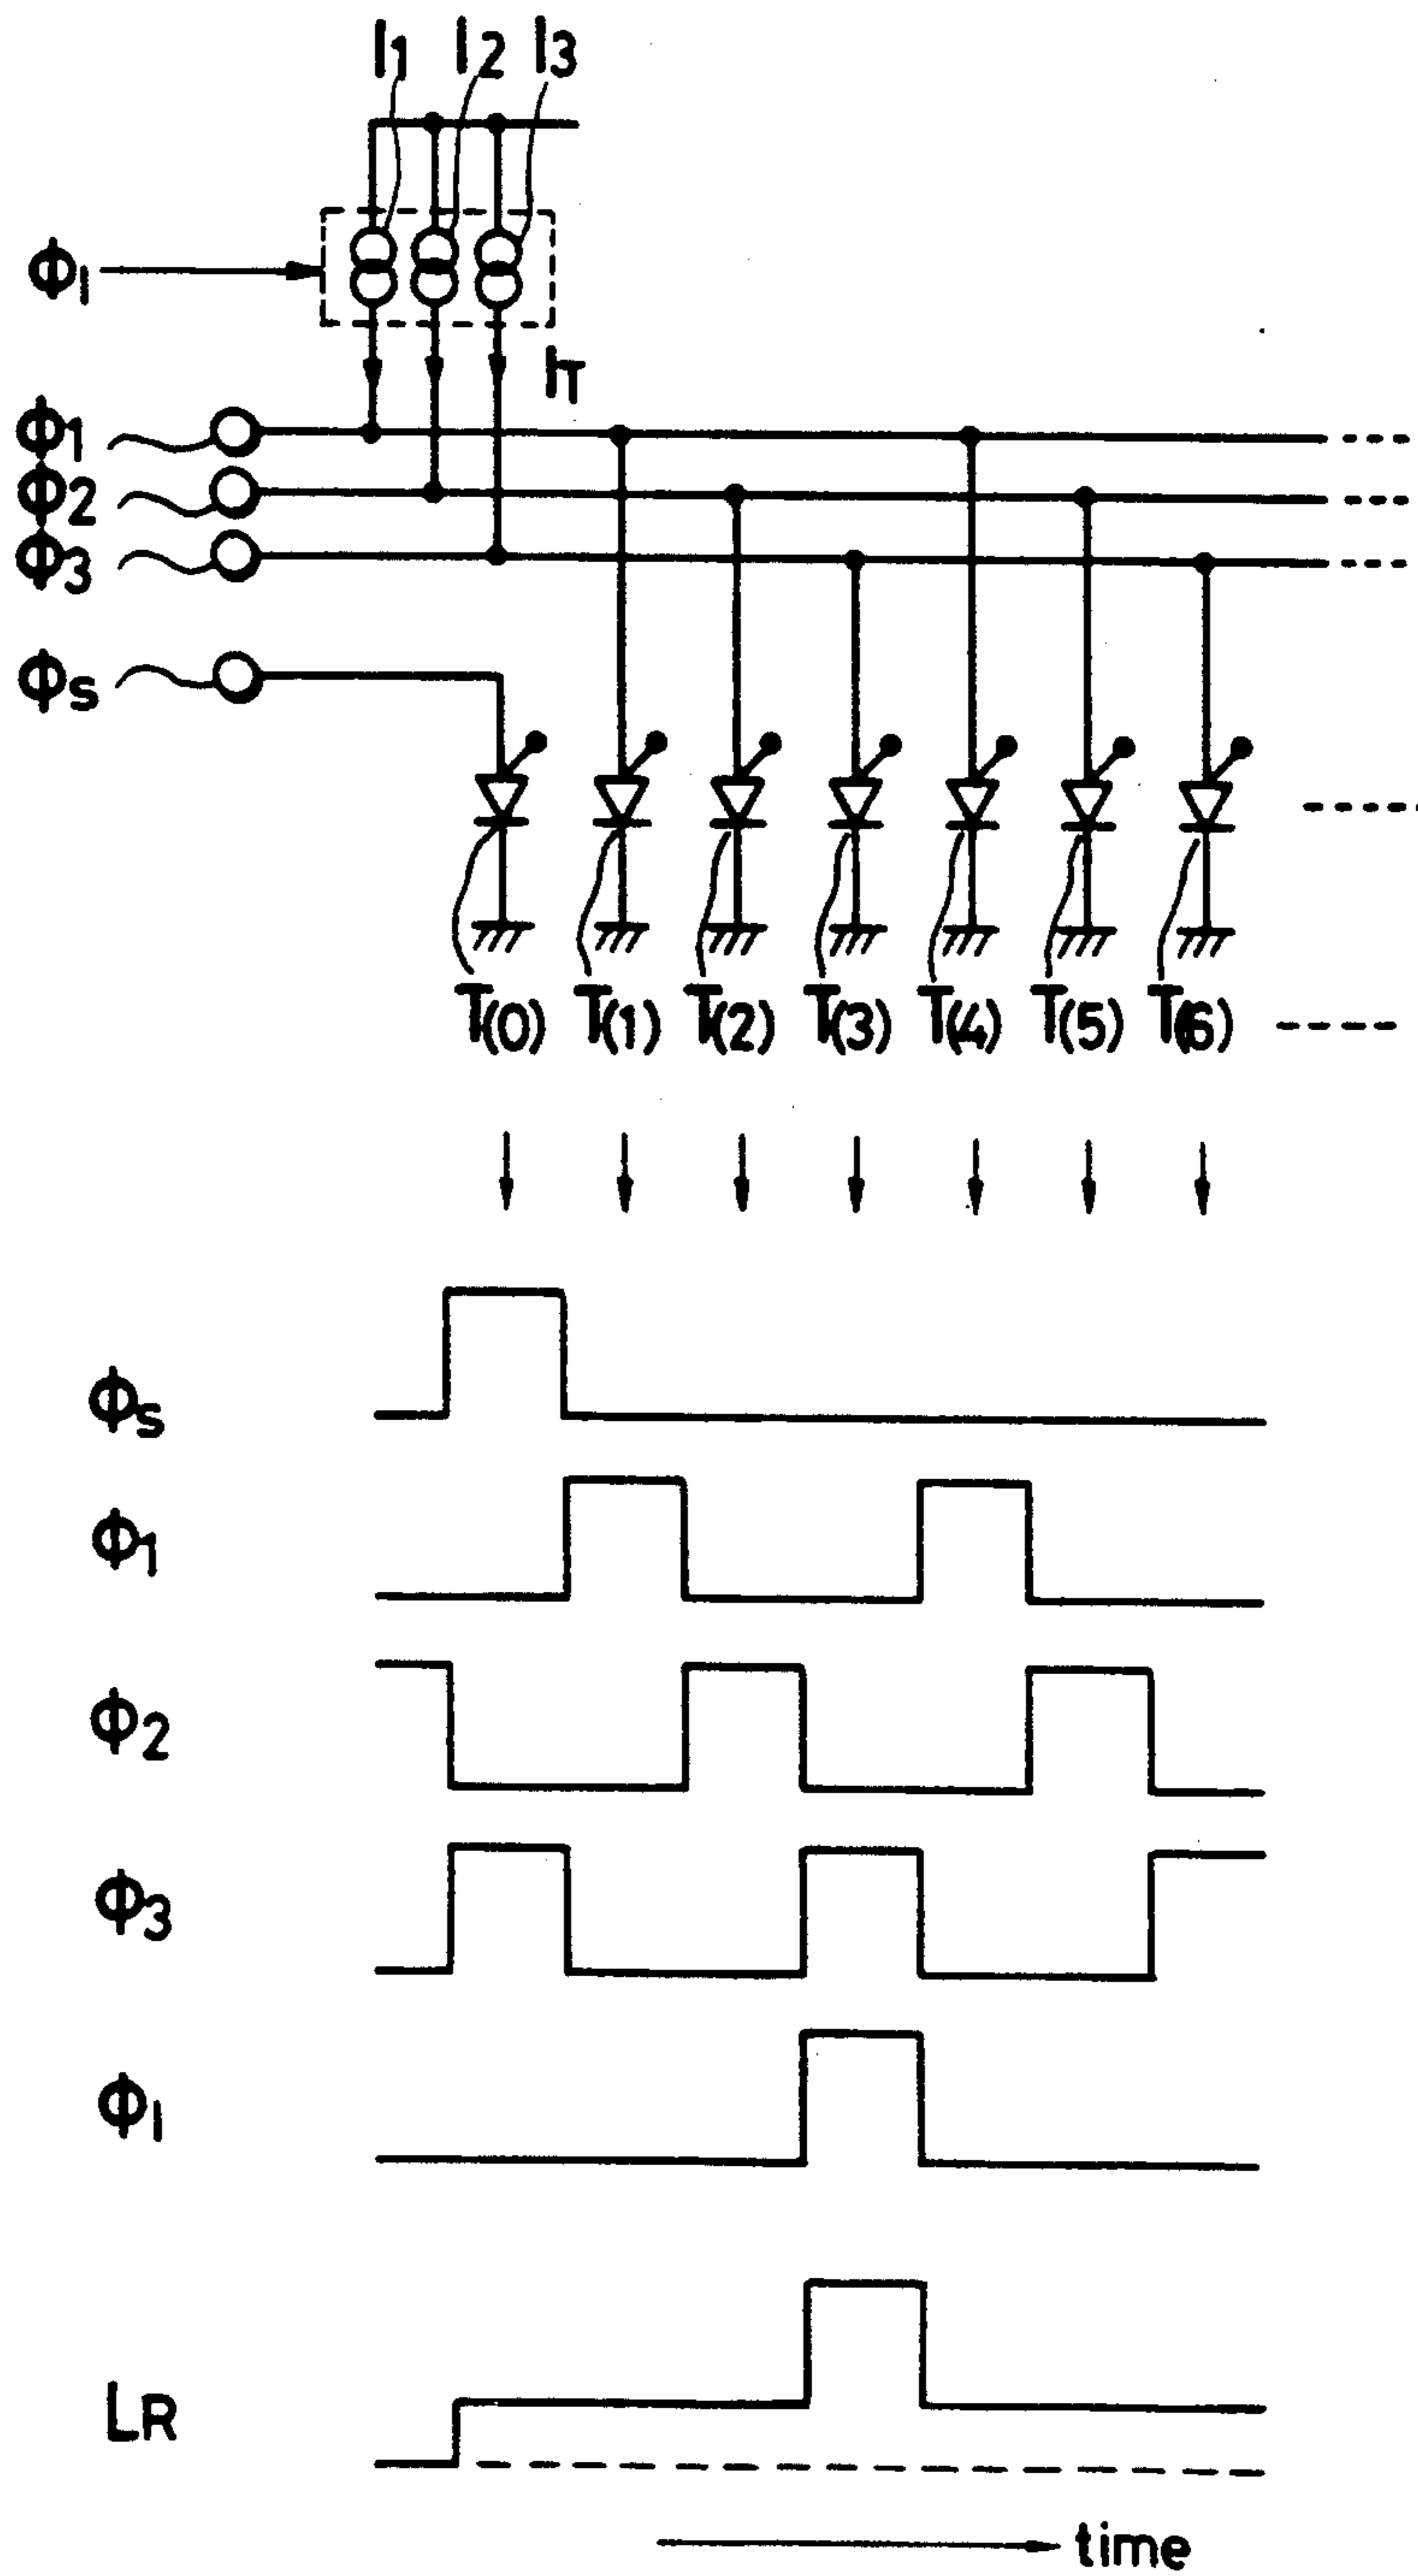 I1 I2 I3
ΦI
IT
Φ1
Φ2
Φ3
ΦS
T(0) T(1) T(2) T(3) T(4) T(5) T(6)
ΦS
Φ1
Φ2
Φ3
ΦI
LR
time